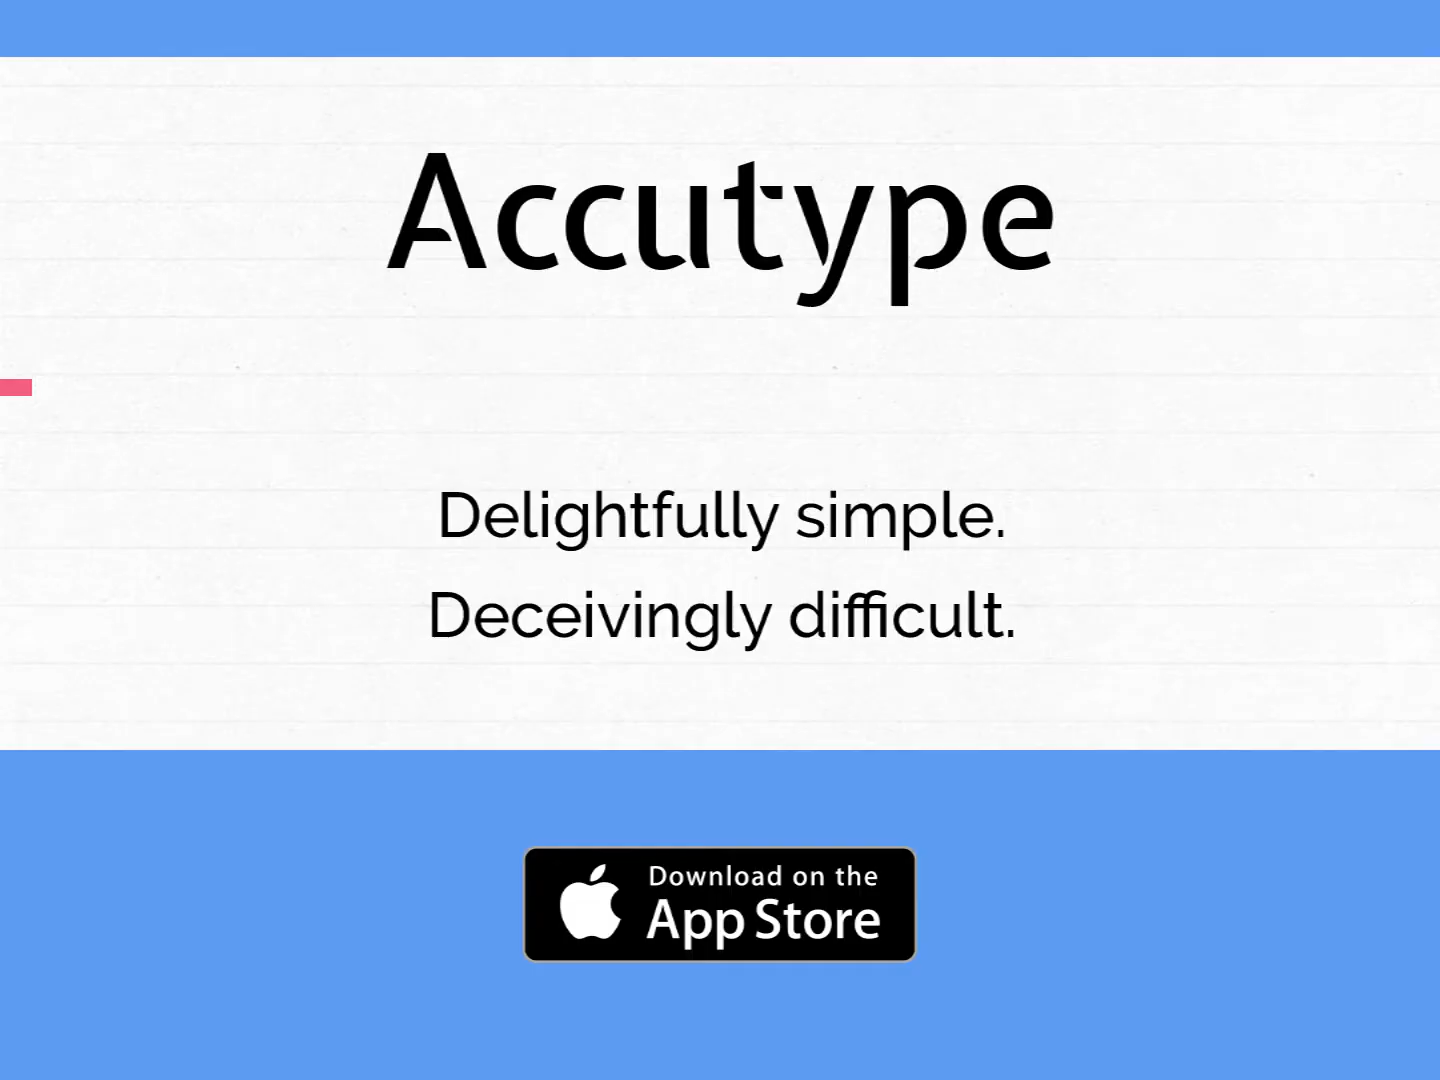 Accutype
Delightfully simple.
Deceivingly difficult.
Download on the
App Store